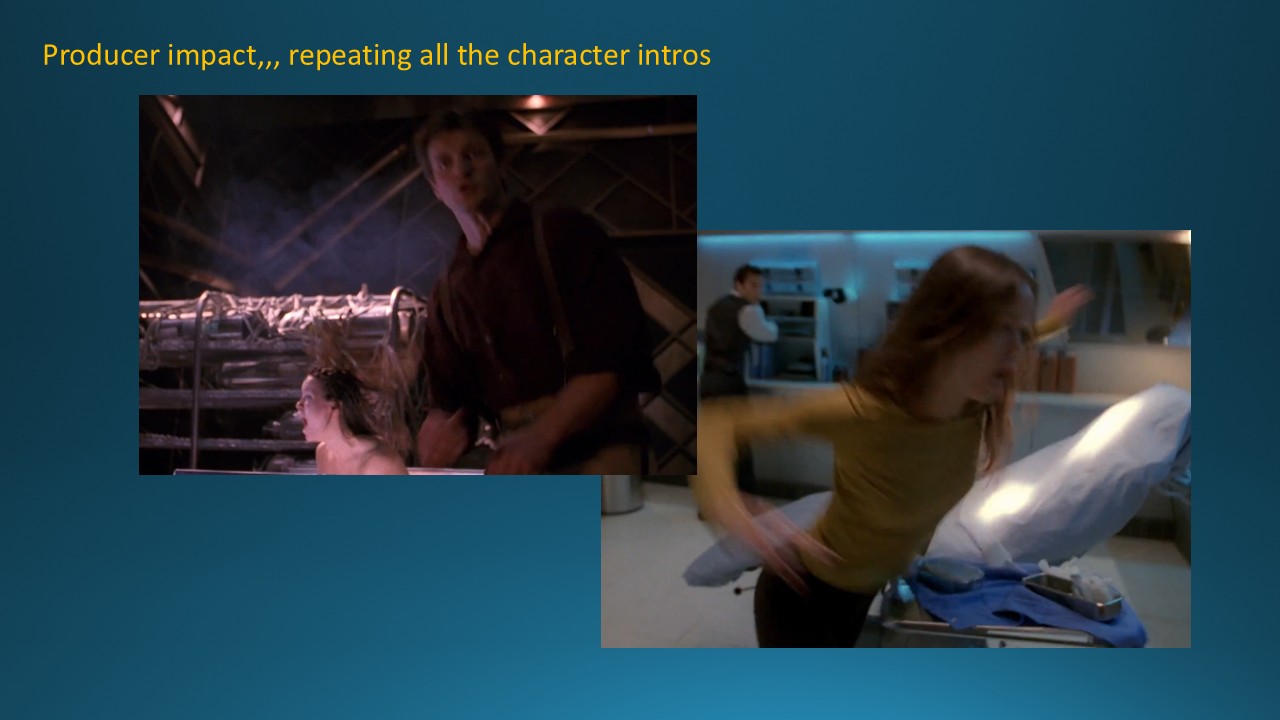 Producer impact,,, repeating all the character intros